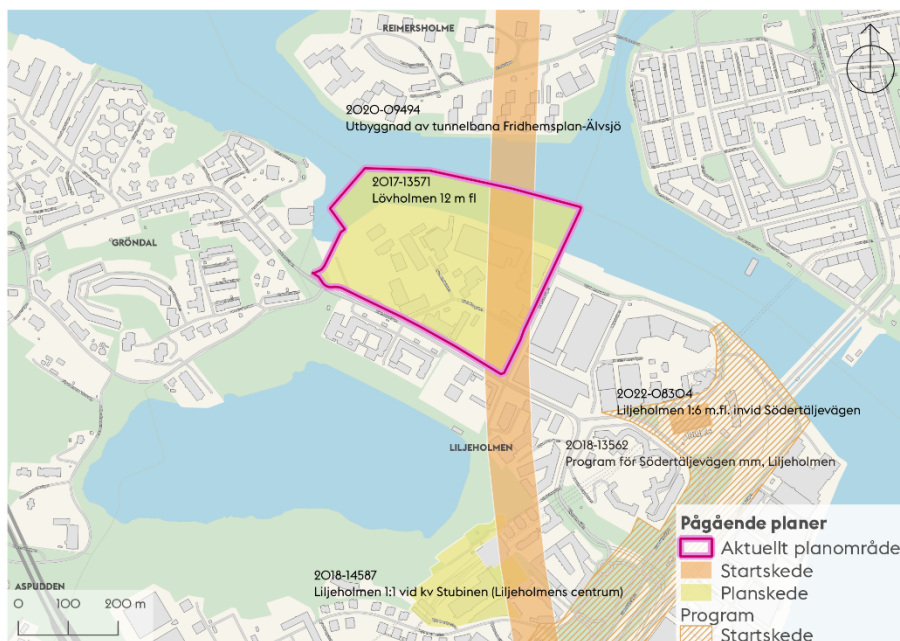 REIMERSHOLME
2020-09494
Utbyggnad av tunnelbana Fridhemsplan-Älvsjö
2017-13571
Lövholmen 12 m fl
GRÖNDAL
2022-08304
Liljeholmen 1:6 m.fl. invid Södertäljevägen
LILJEHOLMEN
2018-13562
Program för Södertäljevägen mm, Liljeholmen
2018-14587
Liljeholmen 1:1 vid kv Stubinen (Liljeholmens centrum)
ASPUDDEN
0 100 200 m
Pågående planer
Aktuellt planområde
Startskede
Planskede
Program
Startskede